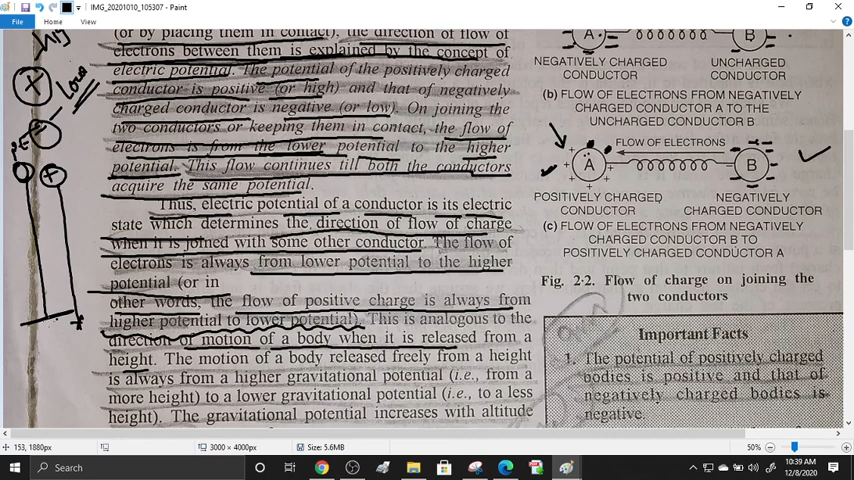 IMG_20201010_105307 - Paint
File
Home
View
(or by placing them in contact), the direction of flow of
electrons between them is explained by the concept of
electric potential. The potential of the positively charged
conductor is positive (or high) and that of negatively
charged conductor is negative (or low). On joining the
two conductors or keeping them in contact, the flow of
electrons is from the lower potential to the higher
potential. This flow continues till both the conductors
acquire the same potential.
Thus, electric potential of a conductor is its electric
state which determines the direction of flow of charge
when it is joined with some other conductor. The flow of
electrons is always from lower potential to the higher
potential (or in
other words, the flow of positive charge is always from
higher potential to lower potential). This is analogous to the
direction of motion of a body when it is released from a
height. The motion of a body released freely from a height
is always from a higher gravitational potential (i.e., from a
more height) to a lower gravitational potential (i.e., to a less
height). The gravitational potential increases with altitude
Low
PE
A
B
NEGATIVELY CHARGED
CONDUCTOR
UNCHARGED
CONDUCTOR
(b) FLOW OF ELECTRONS FROM NEGATIVELY
CHARGED CONDUCTOR A TO THE
UNCHARGED CONDUCTOR B
FLOW OF ELECTRONS
A
B
POSITIVELY CHARGED
CONDUCTOR
NEGATIVELY
CHARGED CONDUCTOR
(c) FLOW OF ELECTRONS FROM NEGATIVELY
CHARGED CONDUCTOR B TO
POSITIVELY CHARGED CONDUCTOR A
Fig. 2·2. Flow of charge on joining the
two conductors
Important Facts
1. The potential of positively charged
bodies is positive and that of
negatively charged bodies is
negative.
153, 1880px
3000 × 4000px
Size: 5.6MB
50%
Search
10:39 AM
12/8/2020